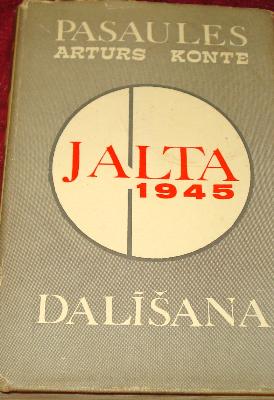 PASAULES
ARTURS KONTE
JALTA
1945
DALĪŠANA